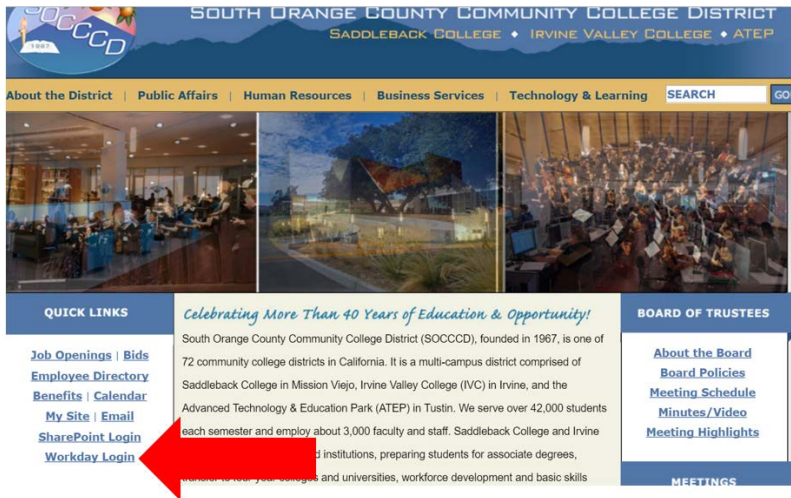 SOCCCD
1967
SOUTH ORANGE COUNTY COMMUNITY COLLEGE DISTRICT
SADDLEBACK COLLEGE ♦ IRVINE VALLEY COLLEGE ♦ ATEP
About the District | Public Affairs | Human Resources | Business Services | Technology & Learning SEARCH GO
QUICK LINKS
Job Openings | Bids
Employee Directory
Benefits | Calendar
My Site | Email
SharePoint Login
Workday Login
Celebrating More Than 40 Years of Education & Opportunity!
South Orange County Community College District (SOCCCD), founded in 1967, is one of
72 community college districts in California. It is a multi-campus district comprised of
Saddleback College in Mission Viejo, Irvine Valley College (IVC) in Irvine, and the
Advanced Technology & Education Park (ATEP) in Tustin. We serve over 42,000 students
each semester and employ about 3,000 faculty and staff. Saddleback College and Irvine
institutions, preparing students for associate degrees,
and universities, workforce development and basic skills
BOARD OF TRUSTEES
About the Board
Board Policies
Meeting Schedule
Minutes/Video
Meeting Highlights
MEETINGS